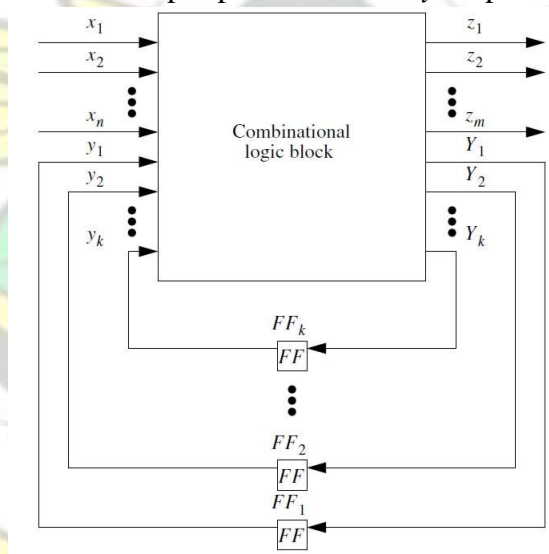 x1 z1
x2 z2
xn zm
y1 Y1
Combinational
logic block
y2 Y2
yk Yk
FFk
FF
FF2
FF
FF1
FF